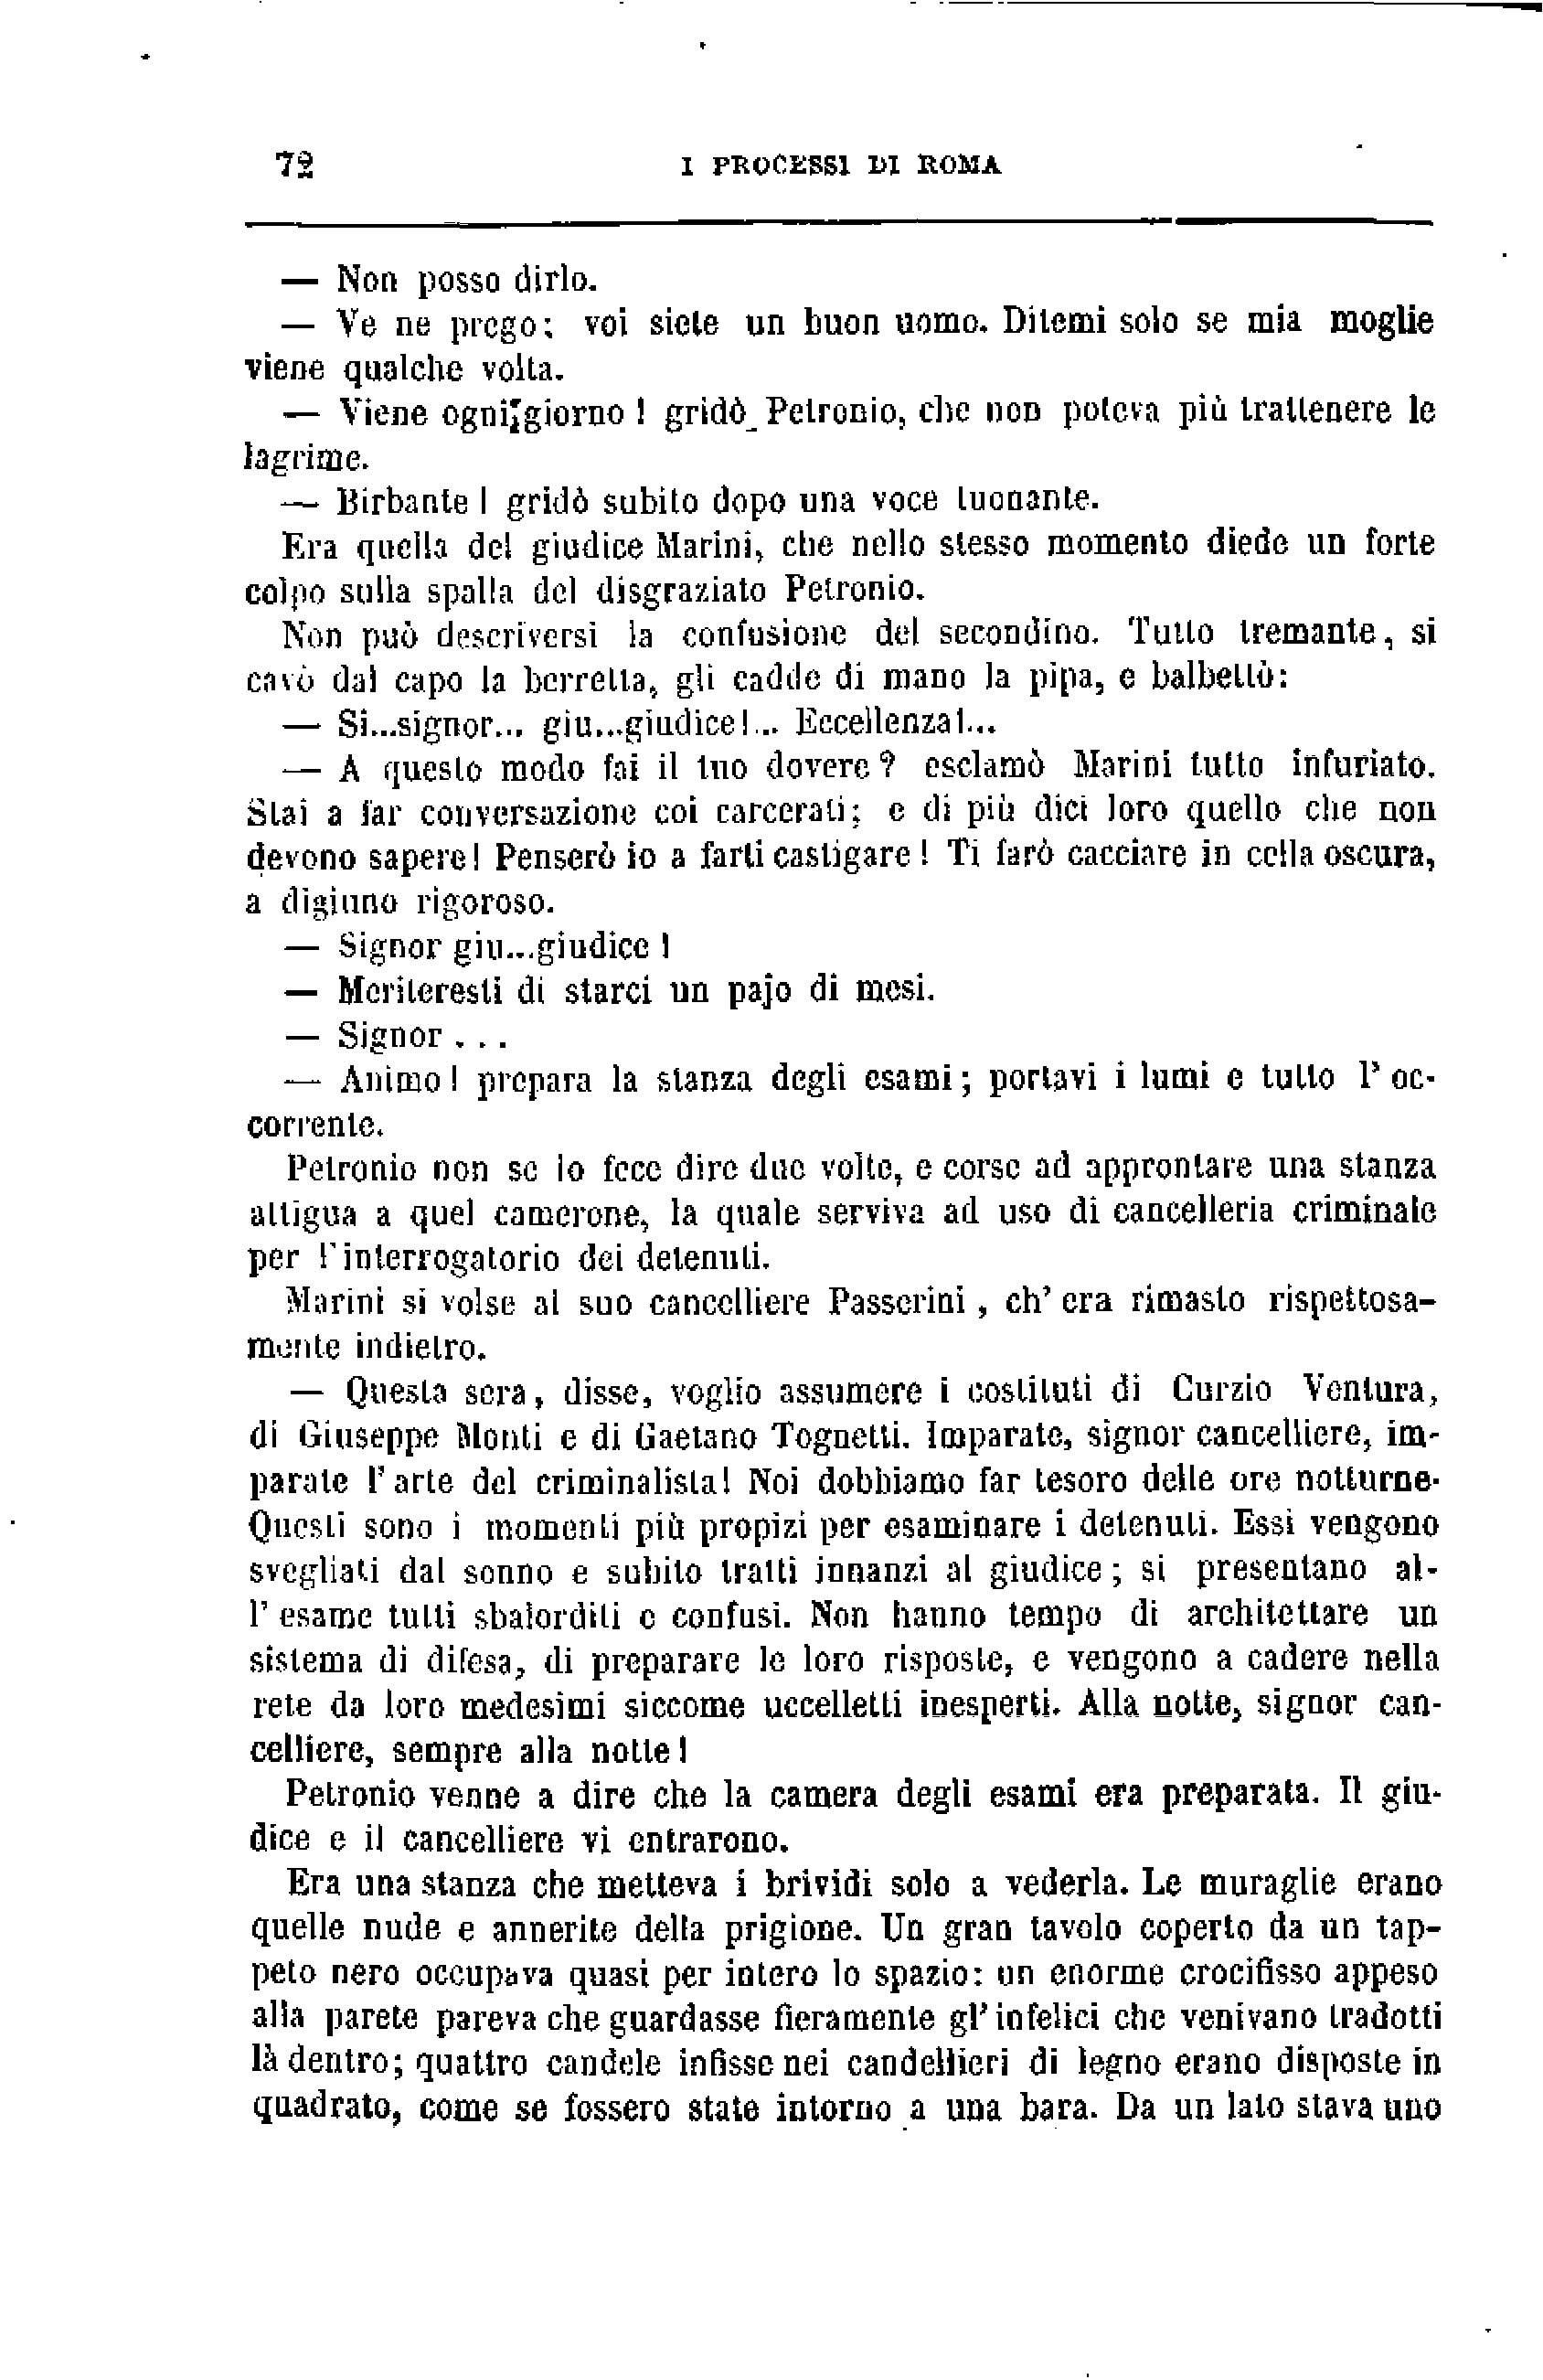 72 I PROCESSI DI ROMA
— Non posso dirlo.
— Ve ne prego; voi siete un buon uomo. Ditemi solo se mia moglie
viene qualche volta.
— Viene ogni giorno! gridò Petronio, che non poteva più trattenere le
lagrime.
— Birbante! gridò subito dopo una voce tuonante.
Era quella del giudice Marini, che nello stesso momento diede un forte
colpo sulla spalla del disgraziato Petronio.
Non può descriversi la confusione del secondino. Tutto tremante, si
cavò dal capo la berretta, gli cadde di mano la pipa, e balbettò:
— Si...signor... giu...giudice!... Eccellenza!...
— A questo modo fai il tuo dovere? esclamò Marini tutto infuriato.
Stai a far conversazione coi carcerati; e di più dici loro quello che non
devono sapere! Penserò io a farti castigare! Ti farò cacciare in cella oscura,
a digiuno rigoroso.
— Signor giu...giudice!
— Meriteresti di starci un pajo di mesi.
— Signor . . .
— Animo! prepara la stanza degli esami; portavi i lumi e tutto l'oc-
corrente.
Petronio non se lo fece dire due volte, e corse ad approntare una stanza
attigua a quel camerone, la quale serviva ad uso di cancelleria criminale
per l'interrogatorio dei detenuti.
Marini si volse al suo cancelliere Passerini, ch'era rimasto rispettosa-
mente indietro.
— Questa sera, disse, voglio assumere i costituti di Curzio Ventura,
di Giuseppe Monti e di Gaetano Tognetti. Imparate, signor cancelliere, im-
parate l'arte del criminalista! Noi dobbiamo far tesoro delle ore notturne.
Questi sono i momenti più propizi per esaminare i detenuti. Essi vengono
svegliati dal sonno e subito tratti innanzi al giudice; si presentano al-
l'esame tutti sbalorditi e confusi. Non hanno tempo di architettare un
sistema di difesa, di preparare le loro risposte, e vengono a cadere nella
rete da loro medesimi siccome uccelletti inesperti. Alla notte, signor can-
celliere, sempre alla notte!
Petronio venne a dire che la camera degli esami era preparata. Il giu-
dice e il cancelliere vi entrarono.
Era una stanza che metteva i brividi solo a vederla. Le muraglie erano
quelle nude e annerite della prigione. Un gran tavolo coperto da un tap-
peto nero occupava quasi per intero lo spazio: un enorme crocifisso appeso
alla parete pareva che guardasse fieramente gl'infelici che venivano tradotti
là dentro; quattro candele infisse nei candellieri di legno erano disposte in
quadrato, come se fossero state intorno a una bara. Da un lato stava uno